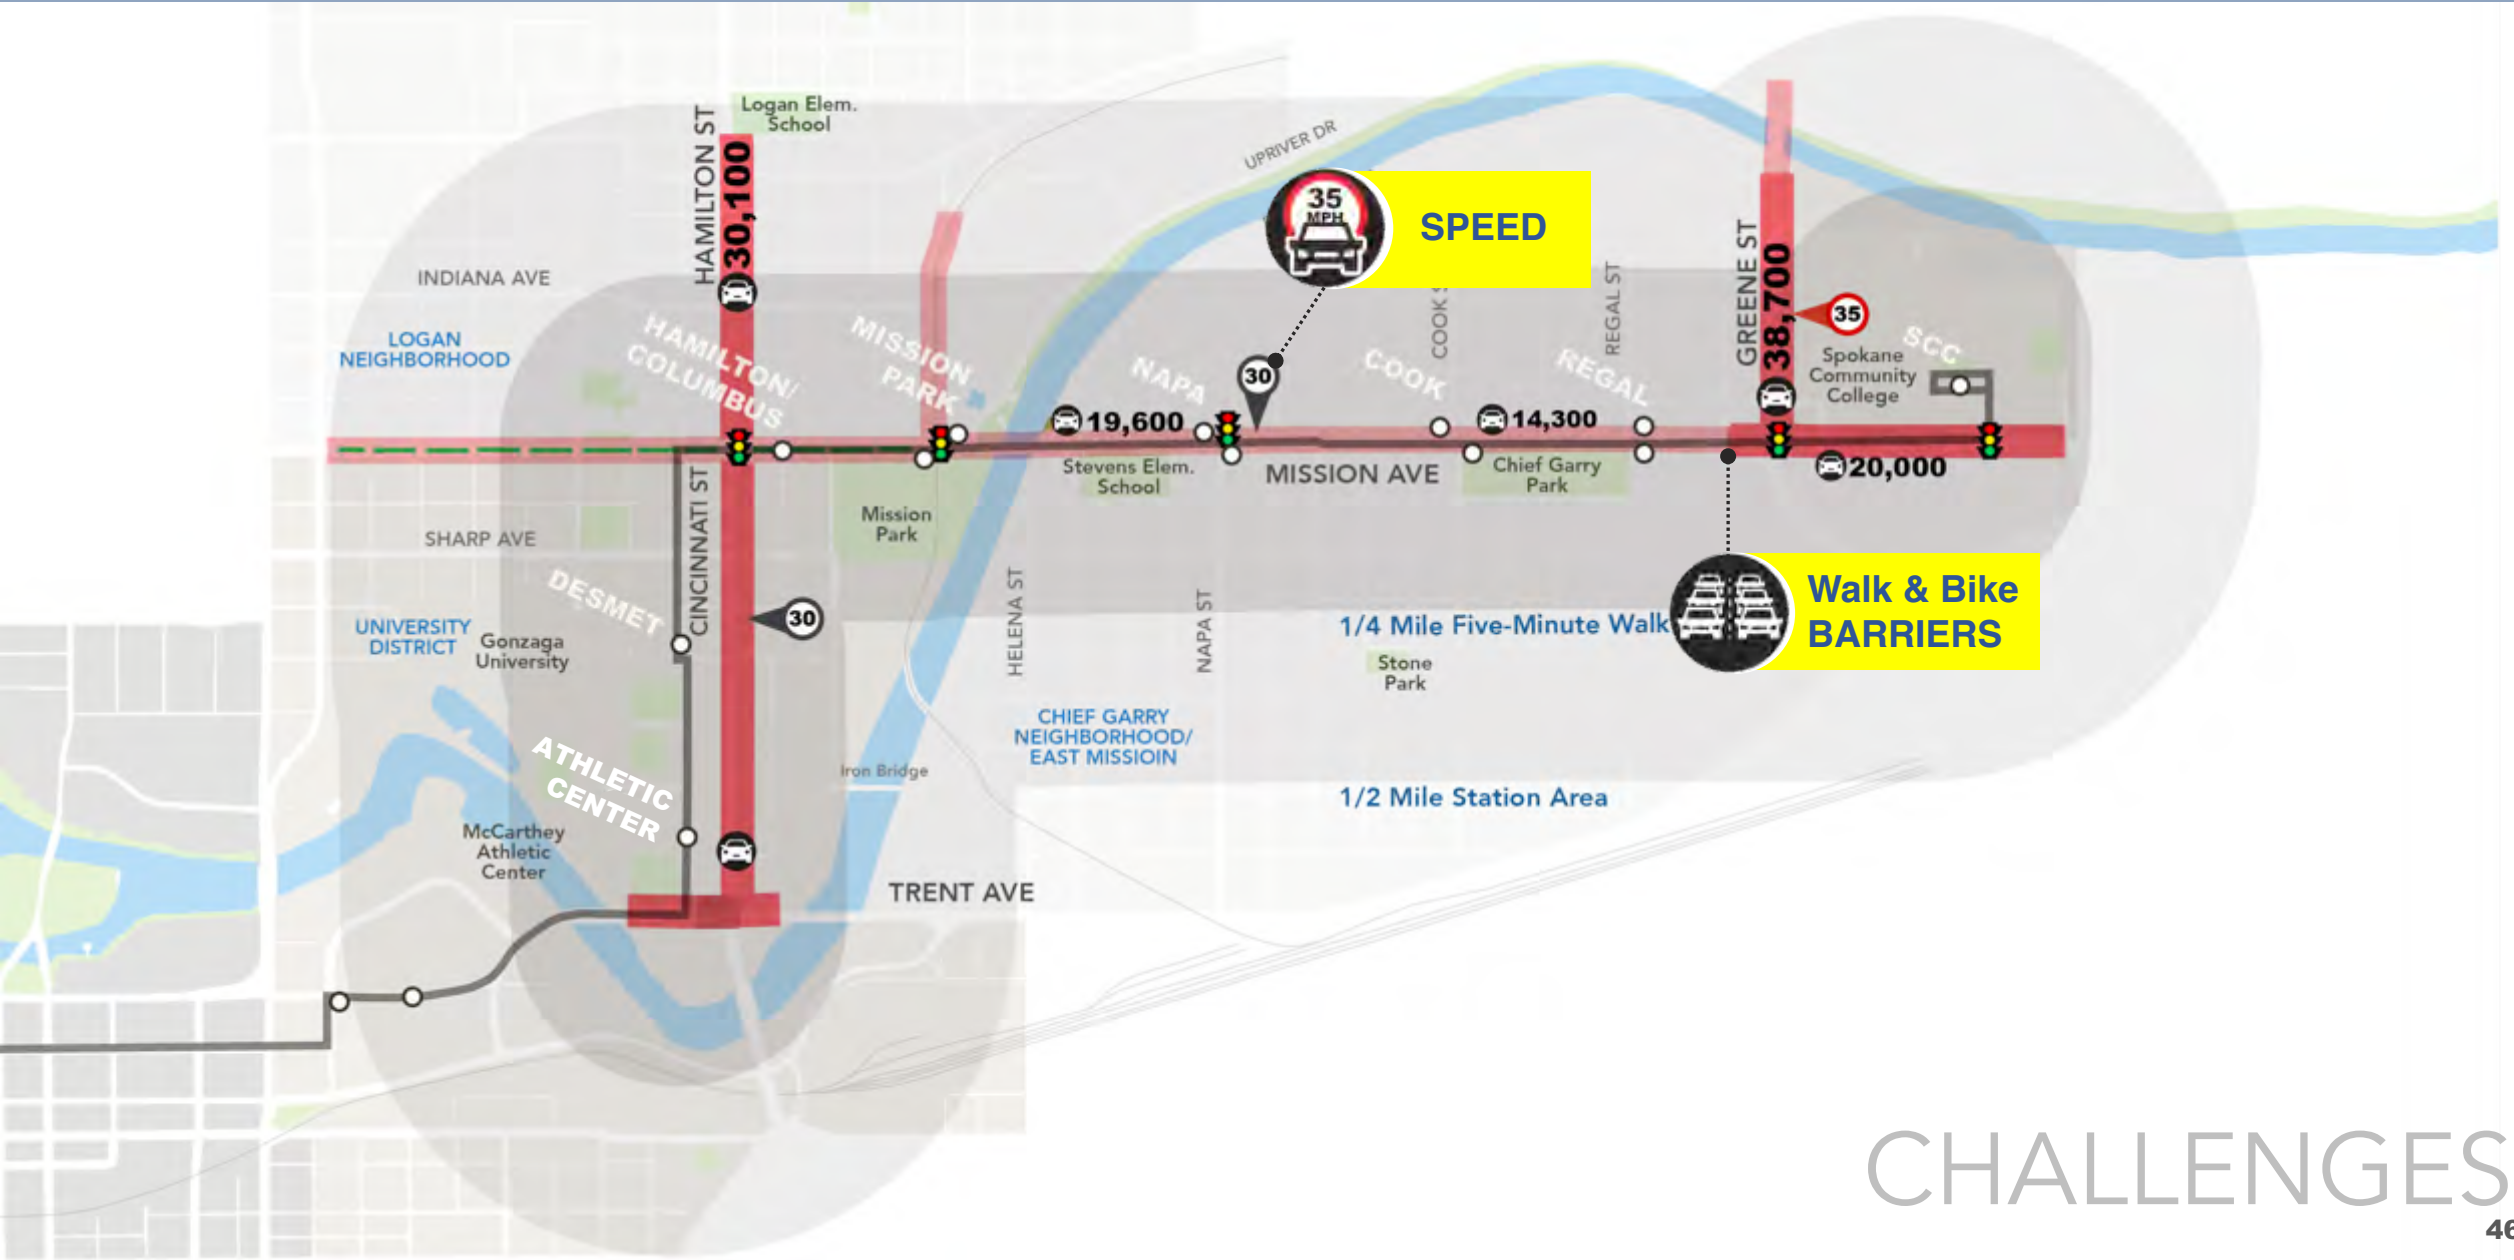 Logan Elem.
School
HAMILTON ST
30,100
UPRIVER DR
35
MPH
SPEED
INDIANA AVE
LOGAN
NEIGHBORHOOD
HAMILTON/
COLUMBUS
MISSION
PARK
NAPA
30
COOK
COOK S
REGAL
REGAL ST
GREENE ST
38,700
35
SCC
Spokane
Community
College
19,600
14,300
20,000
Stevens Elem.
School
MISSION AVE
Chief Garry
Park
Mission
Park
SHARP AVE
CINCINNATI ST
DESMET
30
HELENA ST
NAPA ST
UNIVERSITY
DISTRICT
Gonzaga
University
1/4 Mile Five-Minute Walk
Walk & Bike
BARRIERS
Stone
Park
CHIEF GARRY
NEIGHBORHOOD/
EAST MISSIOIN
ATHLETIC
CENTER
Iron Bridge
1/2 Mile Station Area
McCarthey
Athletic
Center
TRENT AVE
CHALLENGES
46